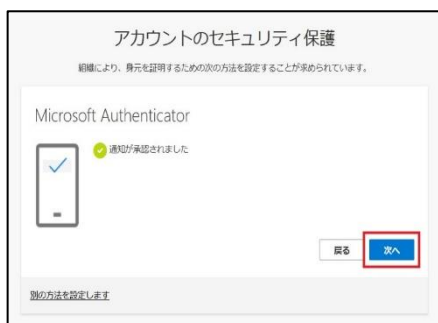 アカウントのセキュリティ保護
組織により、身元を証明するための次の方法を設定することが求められています。
Microsoft Authenticator
通知が承認されました
戻る
次へ
別の方法を設定します